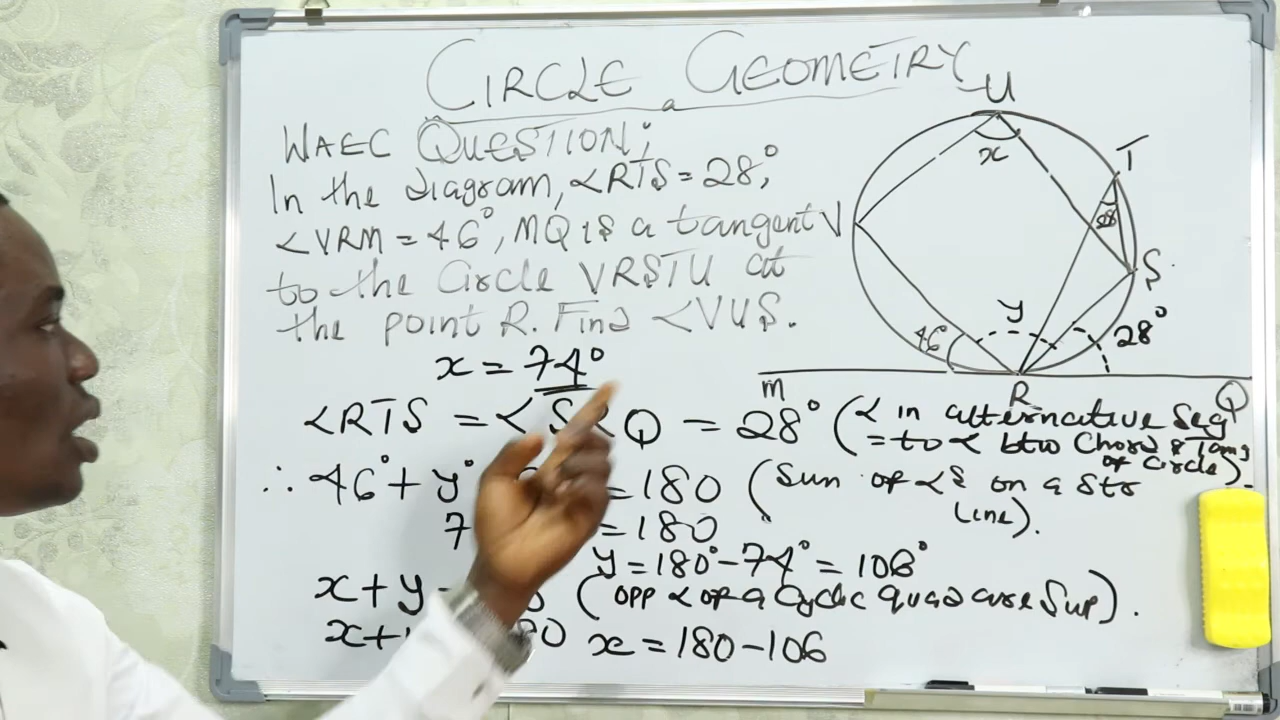 CIRCLE GEOMETRY
WAEC QUESTION;
In the diagram, <RTS = 28°,
<VRM = 46°, MQ is a tangent
to the Circle VRSTU at
the point R. Find <VUS.
x = 74°
<RTS = < Q = 28° (< in alternative Seg
= to < btw Chord & Tang
of Circle)
∴ 46° + y° = 180 (Sum of <s on a Str
Line).
7 = 180
y = 180° - 74° = 106°
x + y (OPP < of a Cyclic quad are Sup).
x + 80 x = 180 - 106
U
x
T
28
V
S
y
46
28°
M
R
Q